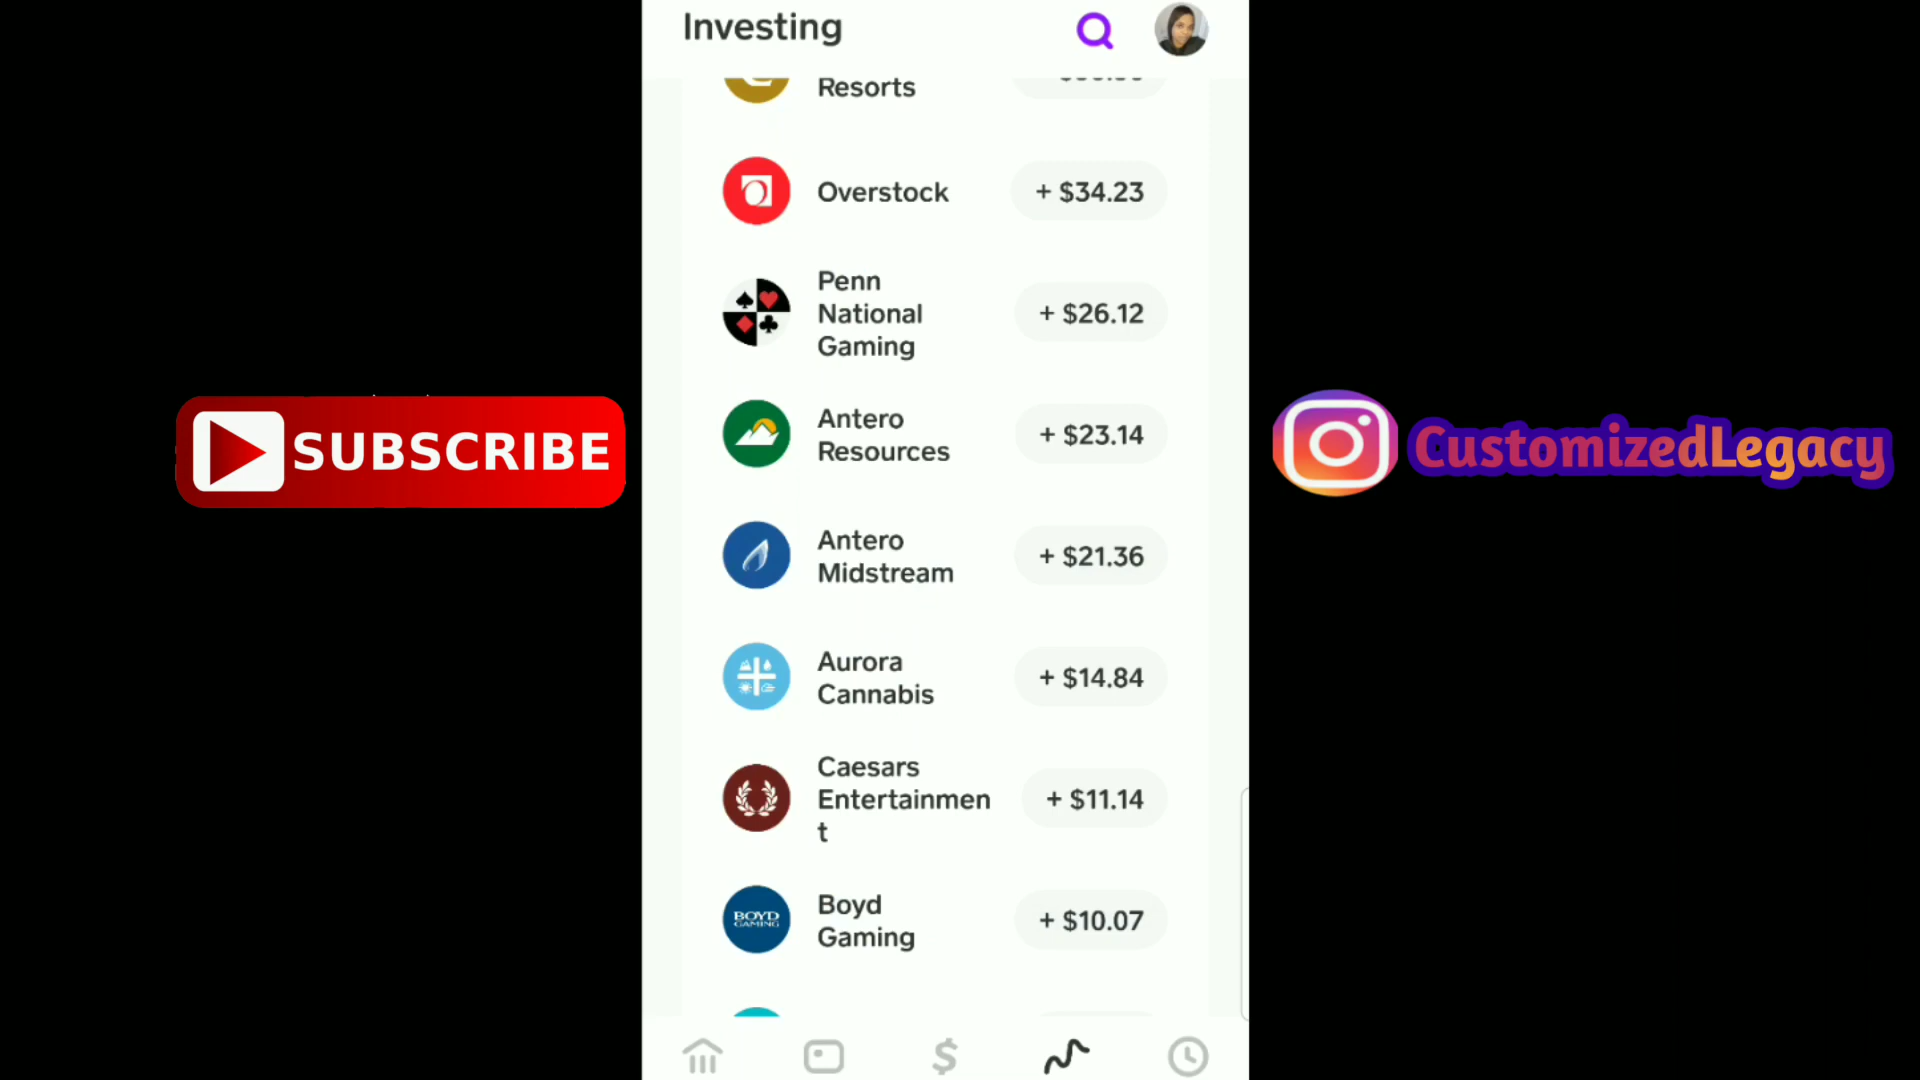 Investing
Resorts
Overstock
+ $34.23
Penn
National
Gaming
+ $26.12
Antero
Resources
+ $23.14
Antero
Midstream
+ $21.36
Aurora
Cannabis
+ $14.84
Caesars
Entertainmen
t
+ $11.14
Boyd
Gaming
+ $10.07
BOYD
GAMING
SUBSCRIBE
CustomizedLegacy
$